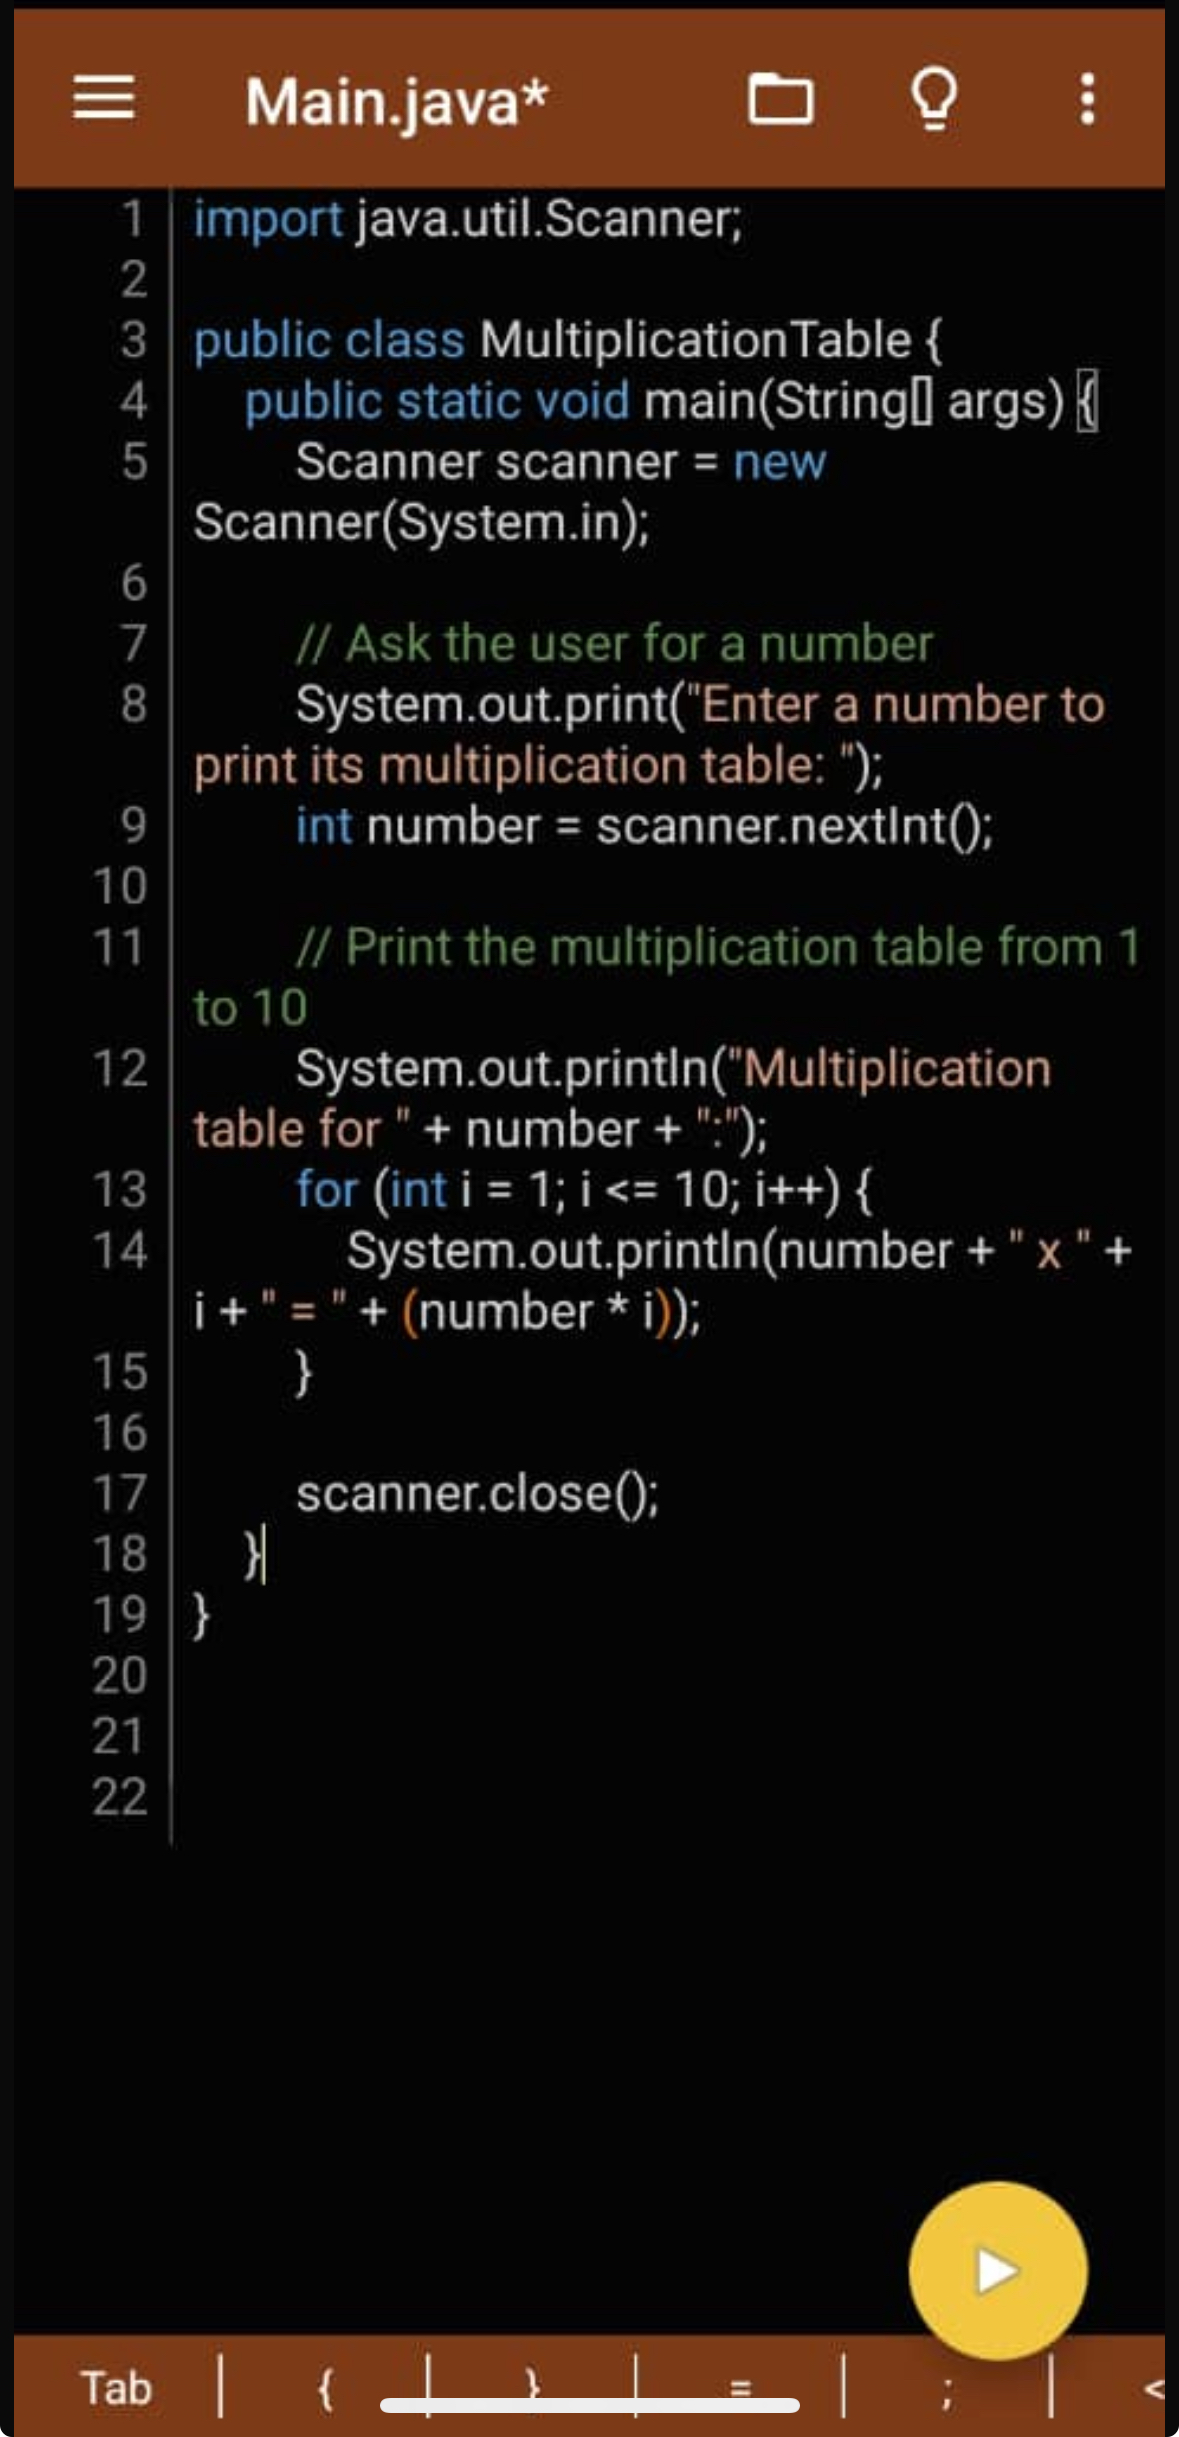 Main.java*
1 import java.util.Scanner;
2
3 public class MultiplicationTable {
4 public static void main(String[] args) {
5 Scanner scanner = new
Scanner(System.in);
6
7 // Ask the user for a number
8 System.out.print("Enter a number to
print its multiplication table: ");
9 int number = scanner.nextInt();
10
11 // Print the multiplication table from 1
to 10
12 System.out.println("Multiplication
table for " + number + ":");
13 for (int i = 1; i <= 10; i++) {
14 System.out.println(number + " x " +
i + " = " + (number * i));
15 }
16
17 scanner.close();
18 }
19 }
20
21
22
Tab | { | } | = | ; | <